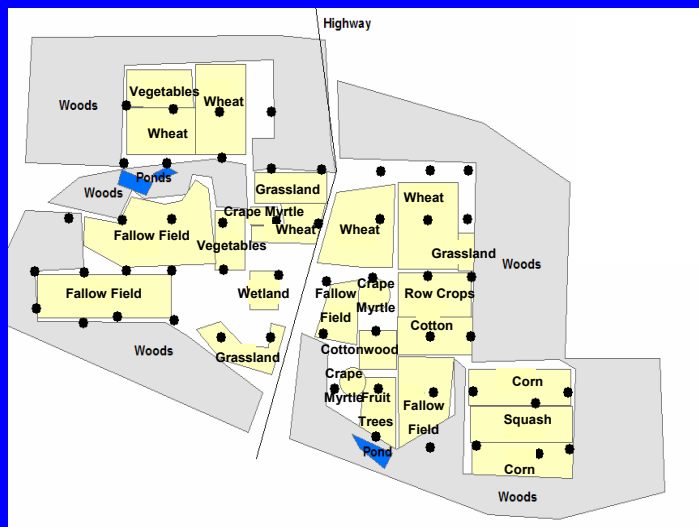 Highway
Vegetables
Woods
Wheat
Wheat
Ponds
Woods
Grassland
Wheat
Crape Myrtle
Wheat
Wheat
Fallow Field
Vegetables
Grassland
Woods
Fallow Field
Wetland
Fallow
Field
Crape
Myrtle
Row Crops
Cotton
Woods
Grassland
Cottonwood
Crape
Myrtle
Fruit
Trees
Fallow
Field
Corn
Squash
Pond
Corn
Woods